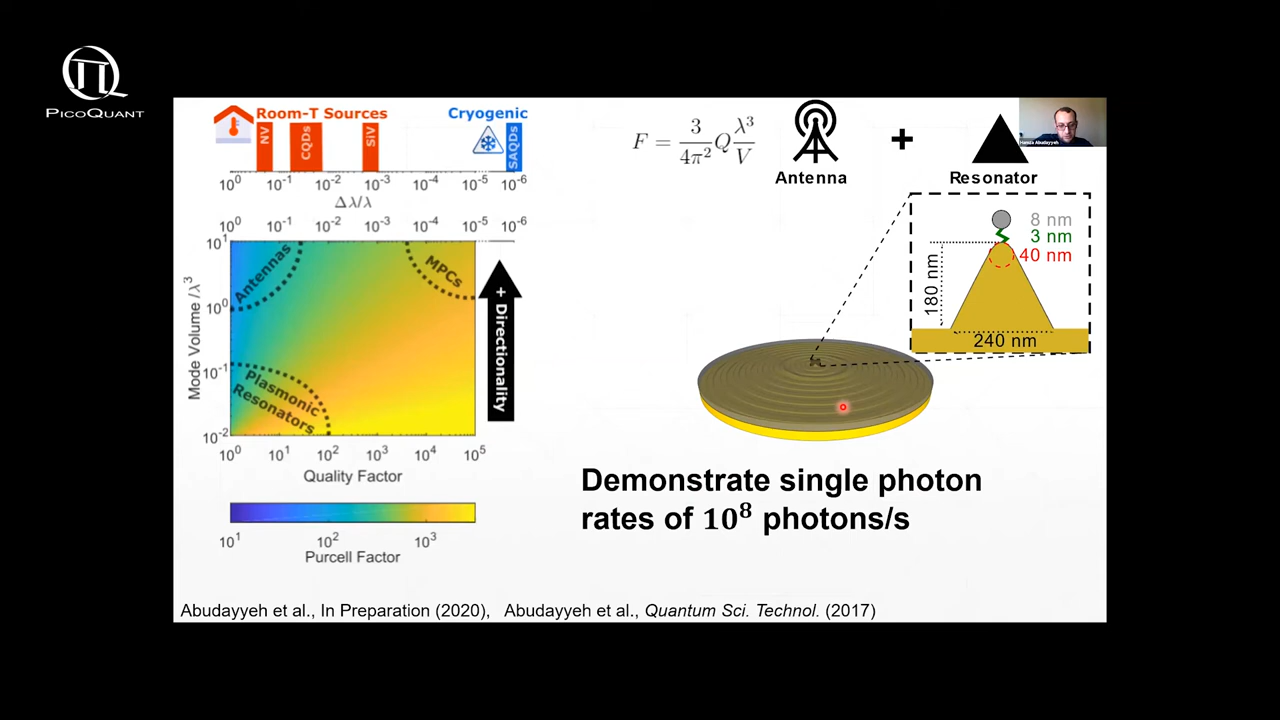 PICOQUANT
Room-T Sources
Cryogenic
NV
CQDs
SiV
SAQDs
10⁰ 10⁻¹ 10⁻² 10⁻³ 10⁻⁴ 10⁻⁵ 10⁻⁶
Δλ/λ
10⁰ 10⁻¹ 10⁻² 10⁻³ 10⁻⁴ 10⁻⁵ 10⁻⁶
10¹
10⁰
10⁻¹
10⁻²
Mode Volume /λ³
Antennas
MPCs
Plasmonic
Resonators
+ Directionality
10⁰ 10¹ 10² 10³ 10⁴ 10⁵
Quality Factor
10¹ 10² 10³
Purcell Factor
F = 3/4π² Q λ³/V
Antenna
+
Resonator
Hamza Abudayyeh
8 nm
3 nm
40 nm
180 nm
240 nm
Demonstrate single photon
rates of 10⁸ photons/s
Abudayyeh et al., In Preparation (2020), Abudayyeh et al., Quantum Sci. Technol. (2017)